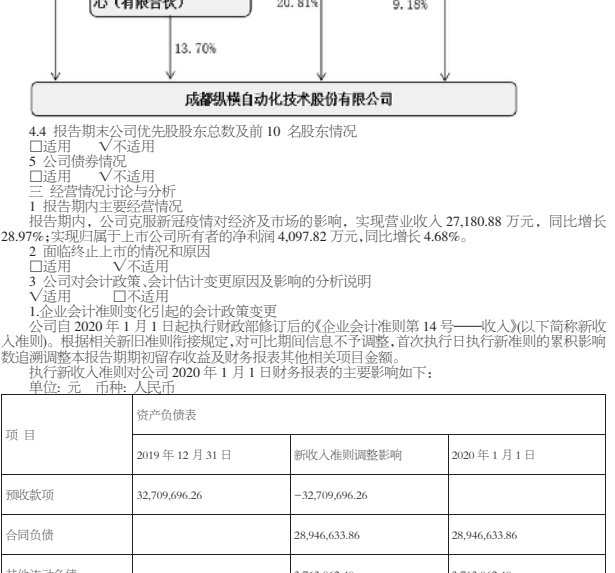 心（有限合伙）
20.81%
9.18%
13.70%
成都纵横自动化技术股份有限公司
4.4 报告期末公司优先股股东总数及前 10 名股东情况
□适用 √不适用
5 公司债券情况
□适用 √不适用
三 经营情况讨论与分析
1 报告期内主要经营情况
报告期内，公司克服新冠疫情对经济及市场的影响，实现营业收入 27,180.88 万元，同比增长
28.97%；实现归属于上市公司所有者的净利润 4,097.82 万元，同比增长 4.68%。
2 面临终止上市的情况和原因
□适用 √不适用
3 公司对会计政策、会计估计变更原因及影响的分析说明
√适用 □不适用
1.企业会计准则变化引起的会计政策变更
公司自 2020 年 1 月 1 日起执行财政部修订后的《企业会计准则第 14 号——收入》（以下简称新收
入准则）。根据相关新旧准则衔接规定，对可比期间信息不予调整，首次执行日执行新准则的累积影响
数追溯调整本报告期期初留存收益及财务报表其他相关项目金额。
执行新收入准则对公司 2020 年 1 月 1 日财务报表的主要影响如下：
单位: 元 币种: 人民币
项 目 资产负债表
2019 年 12 月 31 日 新收入准则调整影响 2020 年 1 月 1 日
预收款项 32,709,696.26 −32,709,696.26
合同负债 28,946,633.86 28,946,633.86